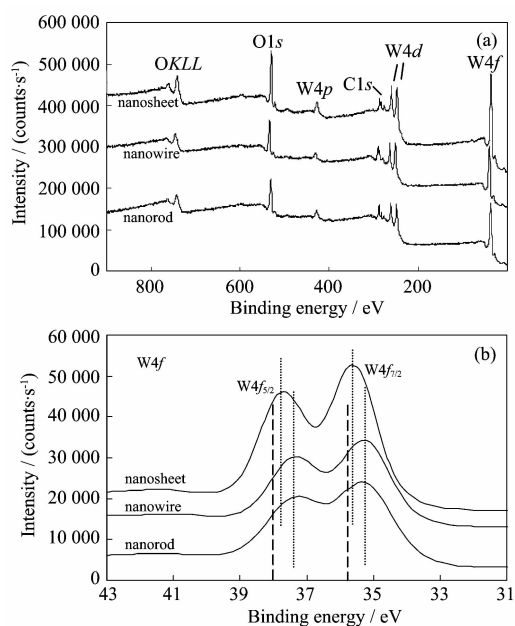 600 000
(a)
O1s
W4d
500 000
OKLL
W4f
W4p
C1s
400 000
nanosheet
300 000
nanowire
200 000
nanorod
100 000
0
800
600
400
200
Intensity / (counts·s⁻¹)
Binding energy / eV
60 000
W4f
(b)
W4f5/2
W4f7/2
50 000
40 000
30 000
nanosheet
20 000
nanowire
10 000
nanorod
0
43
41
39
37
35
33
31
Intensity / (counts·s⁻¹)
Binding energy / eV